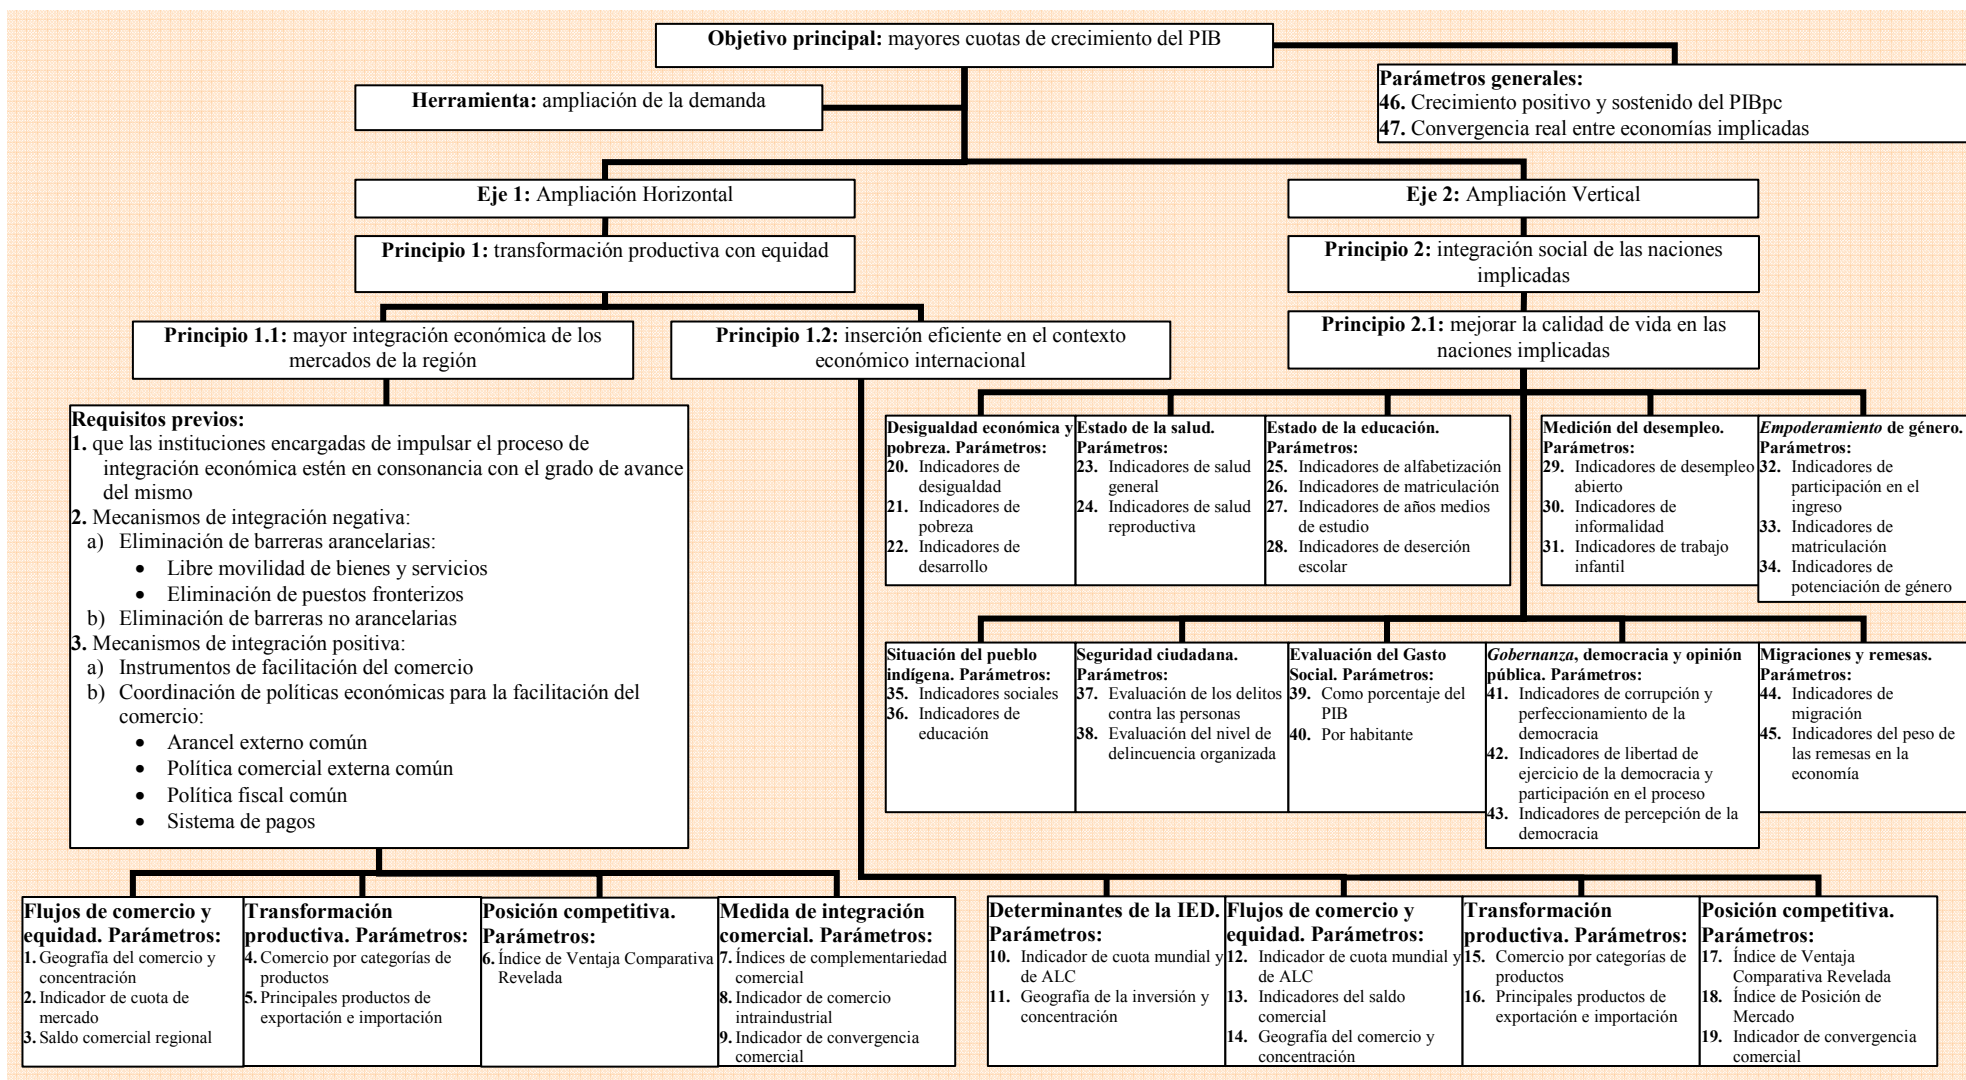 Objetivo principal: mayores cuotas de crecimiento del PIB
Parámetros generales:
46. Crecimiento positivo y sostenido del PIBpc
47. Convergencia real entre economías implicadas
Herramienta: ampliación de la demanda
Eje 1: Ampliación Horizontal
Eje 2: Ampliación Vertical
Principio 1: transformación productiva con equidad
Principio 2: integración social de las naciones
implicadas
Principio 1.1: mayor integración económica de los
mercados de la región
Principio 1.2: inserción eficiente en el contexto
económico internacional
Principio 2.1: mejorar la calidad de vida en las
naciones implicadas
Requisitos previos:
1. que las instituciones encargadas de impulsar el proceso de
integración económica estén en consonancia con el grado de avance
del mismo
2. Mecanismos de integración negativa:
a) Eliminación de barreras arancelarias:
• Libre movilidad de bienes y servicios
• Eliminación de puestos fronterizos
b) Eliminación de barreras no arancelarias
3. Mecanismos de integración positiva:
a) Instrumentos de facilitación del comercio
b) Coordinación de políticas económicas para la facilitación del
comercio:
• Arancel externo común
• Política comercial externa común
• Política fiscal común
• Sistema de pagos
Desigualdad económica y
pobreza. Parámetros:
20. Indicadores de
desigualdad
21. Indicadores de
pobreza
22. Indicadores de
desarrollo
Estado de la salud.
Parámetros:
23. Indicadores de salud
general
24. Indicadores de salud
reproductiva
Estado de la educación.
Parámetros:
25. Indicadores de alfabetización
26. Indicadores de matriculación
27. Indicadores de años medios
de estudio
28. Indicadores de deserción
escolar
Medición del desempleo.
Parámetros:
29. Indicadores de desempleo
abierto
30. Indicadores de
informalidad
31. Indicadores de trabajo
infantil
Empoderamiento de género.
Parámetros:
32. Indicadores de
participación en el
ingreso
33. Indicadores de
matriculación
34. Indicadores de
potenciación de género
Situación del pueblo
indígena. Parámetros:
35. Indicadores sociales
36. Indicadores de
educación
Seguridad ciudadana.
Parámetros:
37. Evaluación de los delitos
contra las personas
38. Evaluación del nivel de
delincuencia organizada
Evaluación del Gasto
Social. Parámetros:
39. Como porcentaje del
PIB
40. Por habitante
Gobernanza, democracia y opinión
pública. Parámetros:
41. Indicadores de corrupción y
perfeccionamiento de la
democracia
42. Indicadores de libertad de
ejercicio de la democracia y
participación en el proceso
43. Indicadores de percepción de la
democracia
Migraciones y remesas.
Parámetros:
44. Indicadores de
migración
45. Indicadores del peso de
las remesas en la
economía
Flujos de comercio y
equidad. Parámetros:
1. Geografía del comercio y
concentración
2. Indicador de cuota de
mercado
3. Saldo comercial regional
Transformación
productiva. Parámetros:
4. Comercio por categorías de
productos
5. Principales productos de
exportación e importación
Posición competitiva.
Parámetros:
6. Índice de Ventaja Comparativa
Revelada
Medida de integración
comercial. Parámetros:
7. Índices de complementariedad
comercial
8. Indicador de comercio
intraindustrial
9. Indicador de convergencia
comercial
Determinantes de la IED.
Parámetros:
10. Indicador de cuota mundial y
de ALC
11. Geografía de la inversión y
concentración
Flujos de comercio y
equidad. Parámetros:
12. Indicador de cuota mundial y
de ALC
13. Indicadores del saldo
comercial
14. Geografía del comercio y
concentración
Transformación
productiva. Parámetros:
15. Comercio por categorías de
productos
16. Principales productos de
exportación e importación
Posición competitiva.
Parámetros:
17. Índice de Ventaja
Comparativa Revelada
18. Índice de Posición de
Mercado
19. Indicador de convergencia
comercial